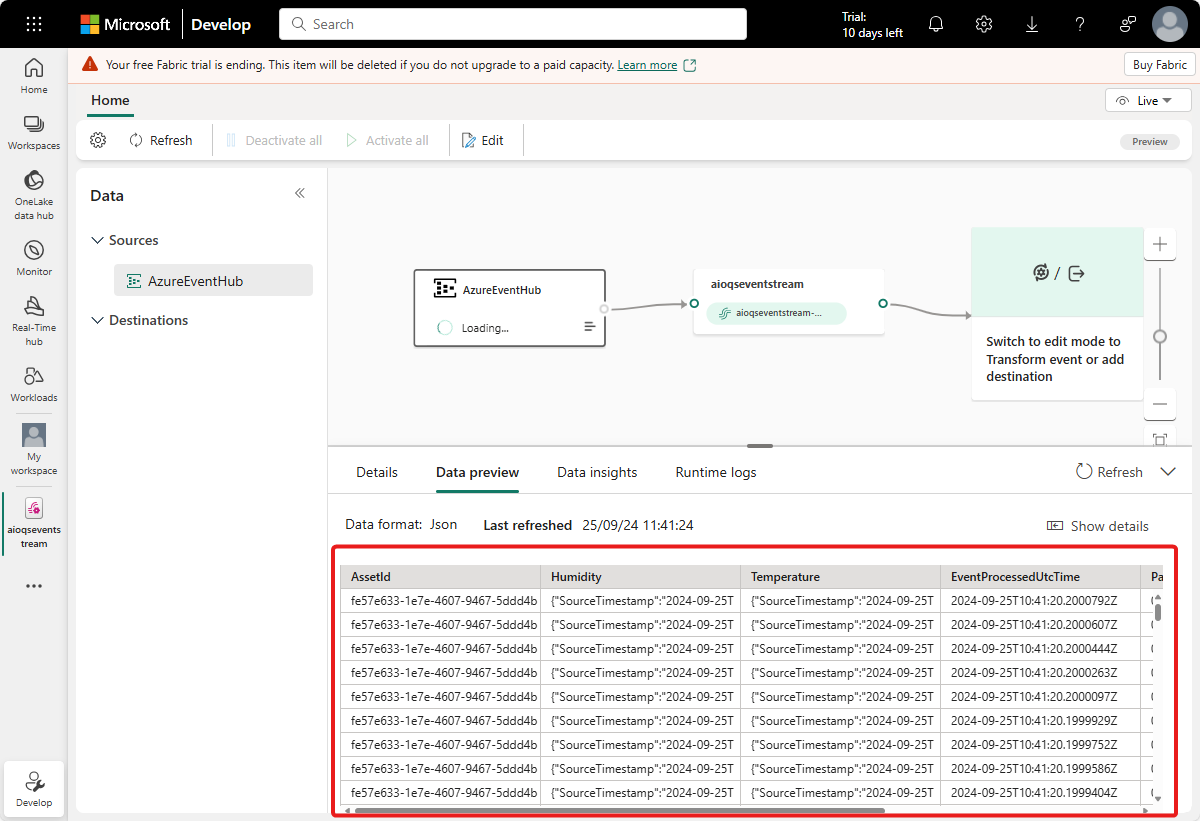 Microsoft Develop
Search
Trial:
10 days left
Your free Fabric trial is ending. This item will be deleted if you do not upgrade to a paid capacity. Learn more
Buy Fabric
Home
Workspaces
OneLake
data hub
Monitor
Real-Time
hub
Workloads
My
workspace
aioqsevents
tream
Develop
Home
Live
Refresh
Deactivate all
Activate all
Edit
Preview
Data
Sources
AzureEventHub
Destinations
AzureEventHub
Loading...
aioqseventstream
aioqseventstream-...
/
Switch to edit mode to
Transform event or add
destination
Details
Data preview
Data insights
Runtime logs
Refresh
Data format: Json
Last refreshed 25/09/24 11:41:24
Show details
AssetId Humidity Temperature EventProcessedUtcTime Pa
fe57e633-1e7e-4607-9467-5ddd4b {"SourceTimestamp":"2024-09-25T {"SourceTimestamp":"2024-09-25T 2024-09-25T10:41:20.2000792Z
fe57e633-1e7e-4607-9467-5ddd4b {"SourceTimestamp":"2024-09-25T {"SourceTimestamp":"2024-09-25T 2024-09-25T10:41:20.2000607Z
fe57e633-1e7e-4607-9467-5ddd4b {"SourceTimestamp":"2024-09-25T {"SourceTimestamp":"2024-09-25T 2024-09-25T10:41:20.2000444Z
fe57e633-1e7e-4607-9467-5ddd4b {"SourceTimestamp":"2024-09-25T {"SourceTimestamp":"2024-09-25T 2024-09-25T10:41:20.2000263Z
fe57e633-1e7e-4607-9467-5ddd4b {"SourceTimestamp":"2024-09-25T {"SourceTimestamp":"2024-09-25T 2024-09-25T10:41:20.2000097Z
fe57e633-1e7e-4607-9467-5ddd4b {"SourceTimestamp":"2024-09-25T {"SourceTimestamp":"2024-09-25T 2024-09-25T10:41:20.1999929Z
fe57e633-1e7e-4607-9467-5ddd4b {"SourceTimestamp":"2024-09-25T {"SourceTimestamp":"2024-09-25T 2024-09-25T10:41:20.1999752Z
fe57e633-1e7e-4607-9467-5ddd4b {"SourceTimestamp":"2024-09-25T {"SourceTimestamp":"2024-09-25T 2024-09-25T10:41:20.1999586Z
fe57e633-1e7e-4607-9467-5ddd4b {"SourceTimestamp":"2024-09-25T {"SourceTimestamp":"2024-09-25T 2024-09-25T10:41:20.1999404Z